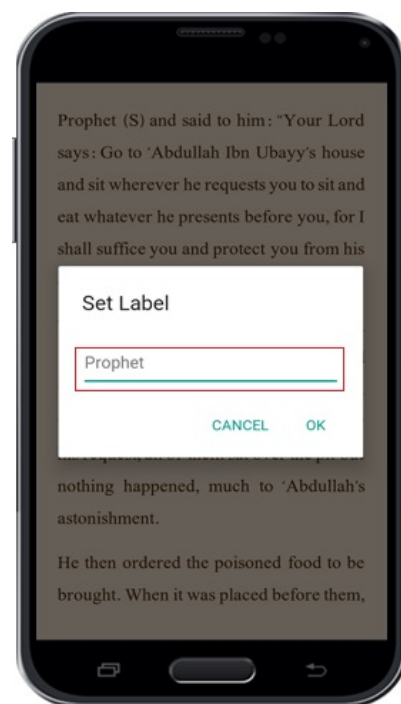 Prophet (S) and said to him: "Your Lord
says: Go to 'Abdullah Ibn Ubayy's house
and sit wherever he requests you to sit and
eat whatever he presents before you, for I
shall suffice you and protect you from his
Set Label
Prophet
CANCEL OK
nothing happened, much to 'Abdullah's
astonishment.
He then ordered the poisoned food to be
brought. When it was placed before them,